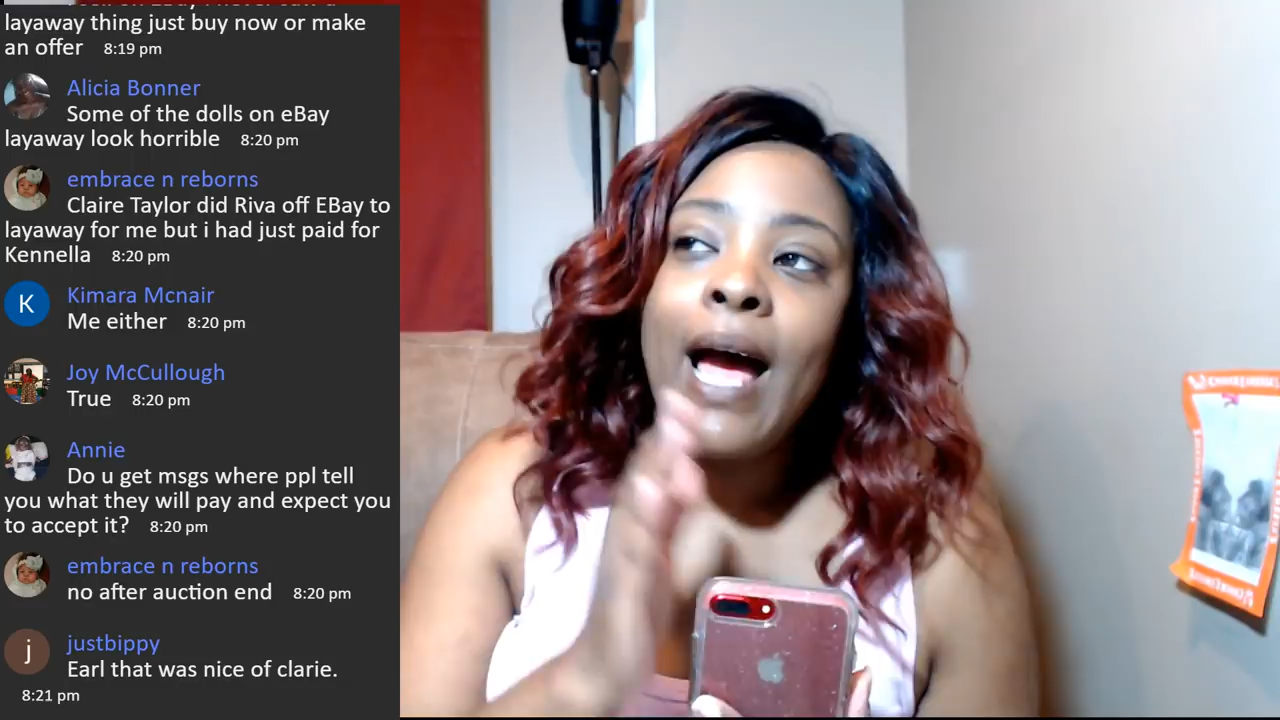 layaway thing just buy now or make
an offer 8:19 pm
Alicia Bonner
Some of the dolls on eBay
layaway look horrible 8:20 pm
embrace n reborns
Claire Taylor did Riva off EBay to
layaway for me but i had just paid for
Kennella 8:20 pm
K Kimara Mcnair
Me either 8:20 pm
Joy McCullough
True 8:20 pm
Annie
Do u get msgs where ppl tell
you what they will pay and expect you
to accept it? 8:20 pm
embrace n reborns
no after auction end 8:20 pm
j justbippy
Earl that was nice of clarie.
8:21 pm